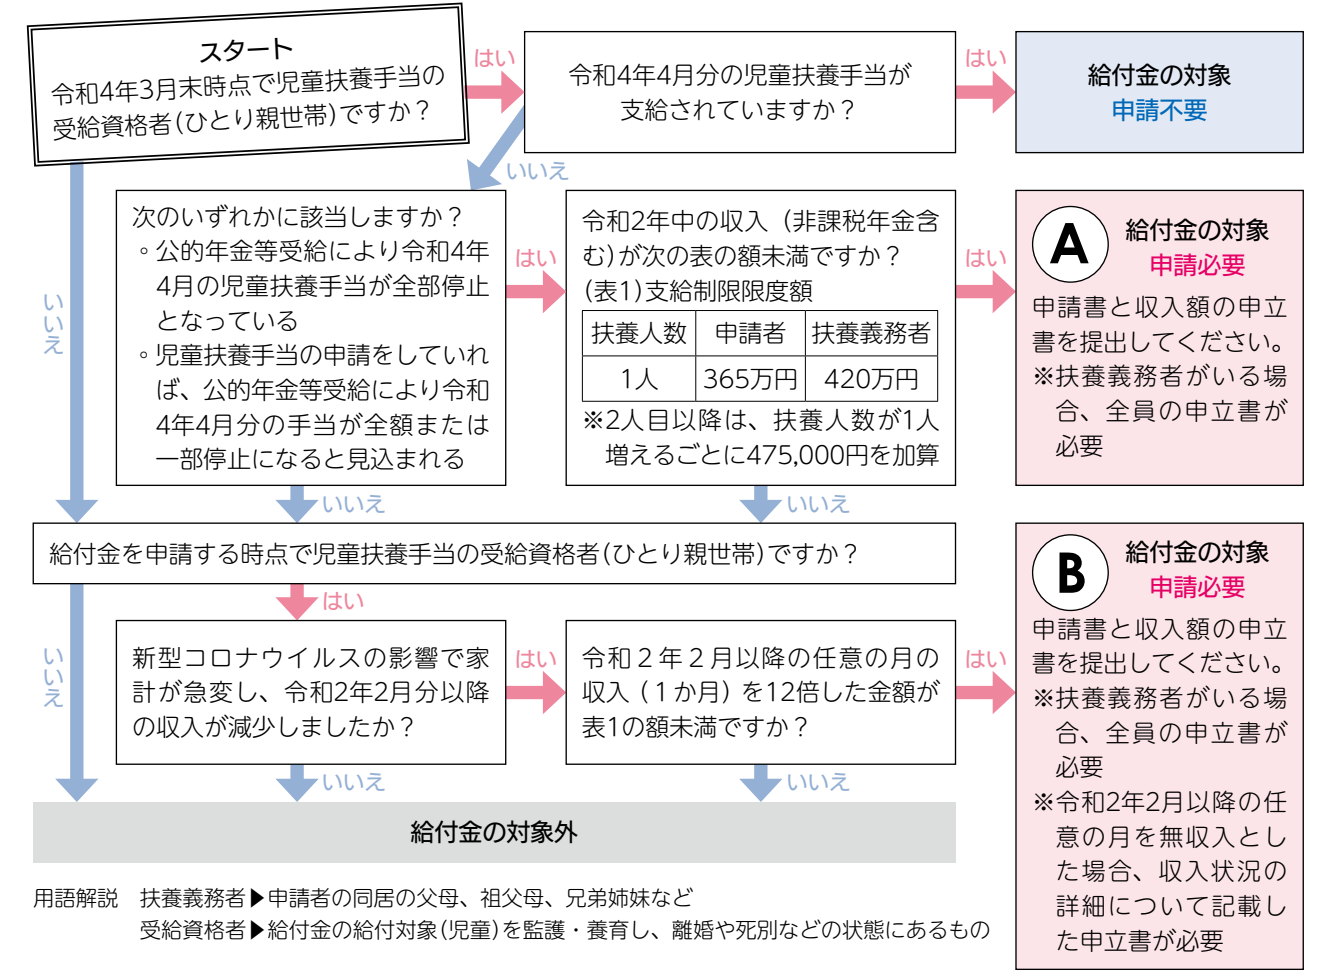 スタート
令和4年3月末時点で児童扶養手当の
受給資格者(ひとり親世帯)ですか？
はい
令和4年4月分の児童扶養手当が
支給されていますか？
はい
給付金の対象
申請不要
いいえ
いいえ
次のいずれかに該当しますか？
◦公的年金等受給により令和4年
4月の児童扶養手当が全部停止
となっている
◦児童扶養手当の申請をしていれ
ば、公的年金等受給により令和
4年4月分の手当が全額または
一部停止になると見込まれる
はい
令和2年中の収入（非課税年金含
む)が次の表の額未満ですか？
(表1)支給制限限度額
扶養人数 申請者 扶養義務者
1人 365万円 420万円
※2人目以降は、扶養人数が1人
増えるごとに475,000円を加算
はい
A
給付金の対象
申請必要
申請書と収入額の申立
書を提出してください。
※扶養義務者がいる場
合、全員の申立書が
必要
いいえ
いいえ
給付金を申請する時点で児童扶養手当の受給資格者(ひとり親世帯)ですか？
はい
いいえ
新型コロナウイルスの影響で家
計が急変し、令和2年2月分以降
の収入が減少しましたか？
はい
令和２年２月以降の任意の月の
収入（１か月）を12倍した金額が
表1の額未満ですか？
はい
B
給付金の対象
申請必要
申請書と収入額の申立
書を提出してください。
※扶養義務者がいる場
合、全員の申立書が
必要
※令和2年2月以降の任
意の月を無収入とし
た場合、収入状況の
詳細について記載し
た申立書が必要
いいえ
いいえ
給付金の対象外
用語解説 扶養義務者▶申請者の同居の父母、祖父母、兄弟姉妹など
受給資格者▶給付金の給付対象(児童)を監護・養育し、離婚や死別などの状態にあるもの